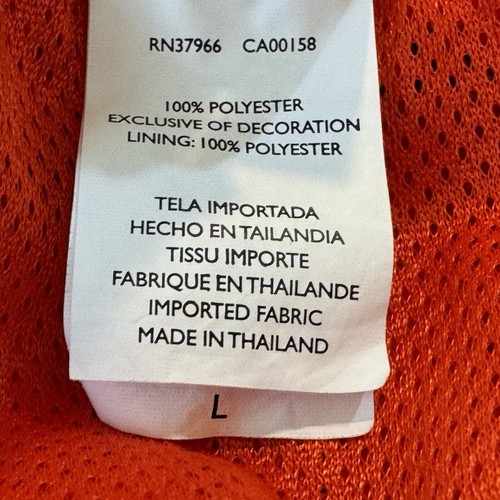 RN37966 CA00158
100% POLYESTER
EXCLUSIVE OF DECORATION
LINING: 100% POLYESTER
TELA IMPORTADA
HECHO EN TAILANDIA
TISSU IMPORTE
FABRIQUE EN THAILANDE
IMPORTED FABRIC
MADE IN THAILAND
L